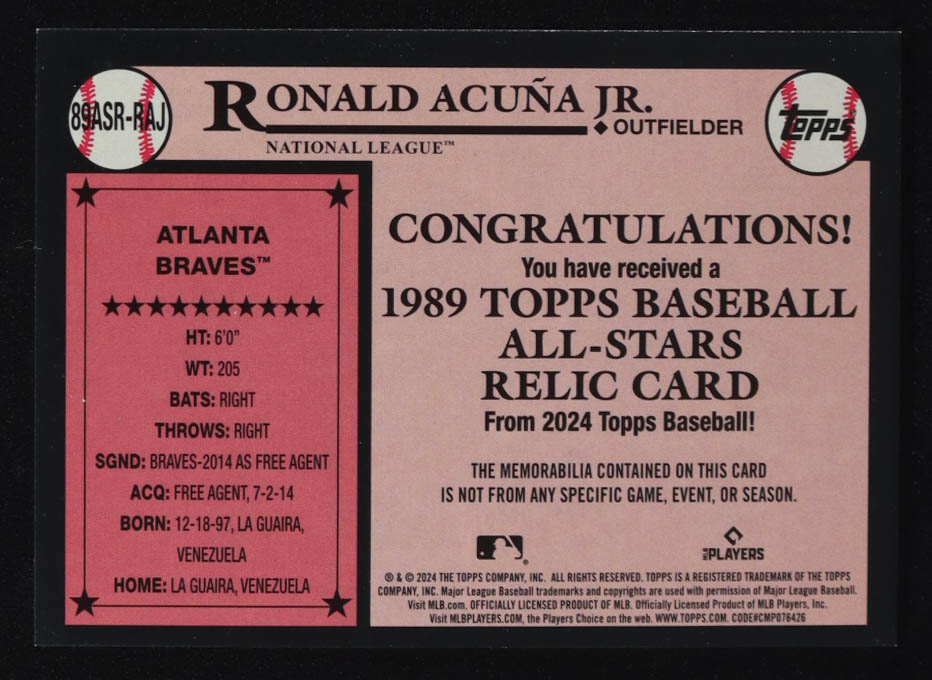 89ASR-RAJ
RONALD ACUÑA JR.
OUTFIELDER
NATIONAL LEAGUE™
TOPPS®
ATLANTA
BRAVES™
HT: 6'0"
WT: 205
BATS: RIGHT
THROWS: RIGHT
SGND: BRAVES-2014 AS FREE AGENT
ACQ: FREE AGENT, 7-2-14
BORN: 12-18-97, LA GUAIRA,
VENEZUELA
HOME: LA GUAIRA, VENEZUELA
CONGRATULATIONS!
You have received a
1989 TOPPS BASEBALL
ALL-STARS
RELIC CARD
From 2024 Topps Baseball!
THE MEMORABILIA CONTAINED ON THIS CARD
IS NOT FROM ANY SPECIFIC GAME, EVENT, OR SEASON.
MLB PLAYERS
® & © 2024 THE TOPPS COMPANY, INC. ALL RIGHTS RESERVED. TOPPS IS A REGISTERED TRADEMARK OF THE TOPPS
COMPANY, INC. Major League Baseball trademarks and copyrights are used with permission of Major League Baseball.
Visit MLB.com. OFFICIALLY LICENSED PRODUCT OF MLB. Officially Licensed Product of MLB Players, Inc.
Visit MLBPLAYERS.COM, the Players Choice on the web. WWW.TOPPS.COM. CODE#CMP076426